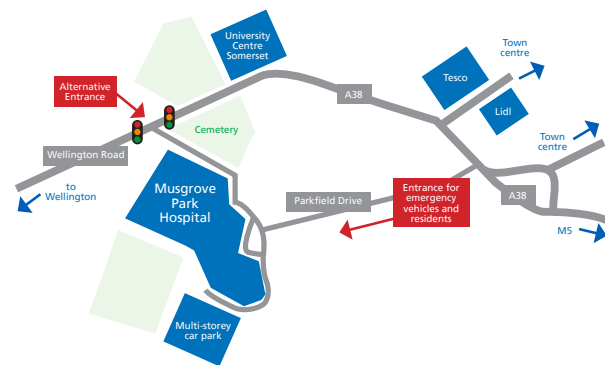 University
Centre
Somerset
Town
centre
Tesco
Alternative
Entrance
A38
Lidl
Cemetery
Town
centre
Wellington Road
to
Wellington
Musgrove
Park
Hospital
Parkfield Drive
Entrance for
emergency
vehicles and
residents
A38
M5
Multi-storey
car park